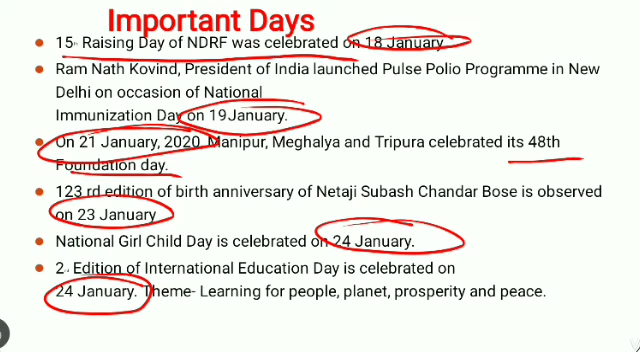 Important Days
15th Raising Day of NDRF was celebrated on 18 January
Ram Nath Kovind, President of India launched Pulse Polio Programme in New
Delhi on occasion of National
Immunization Day on 19January.
On 21 January, 2020, Manipur, Meghalya and Tripura celebrated its 48th
Foundation day.
123 rd edition of birth anniversary of Netaji Subash Chandar Bose is observed
on 23 January
National Girl Child Day is celebrated on 24 January.
2nd Edition of International Education Day is celebrated on
24 January. Theme- Learning for people, planet, prosperity and peace.